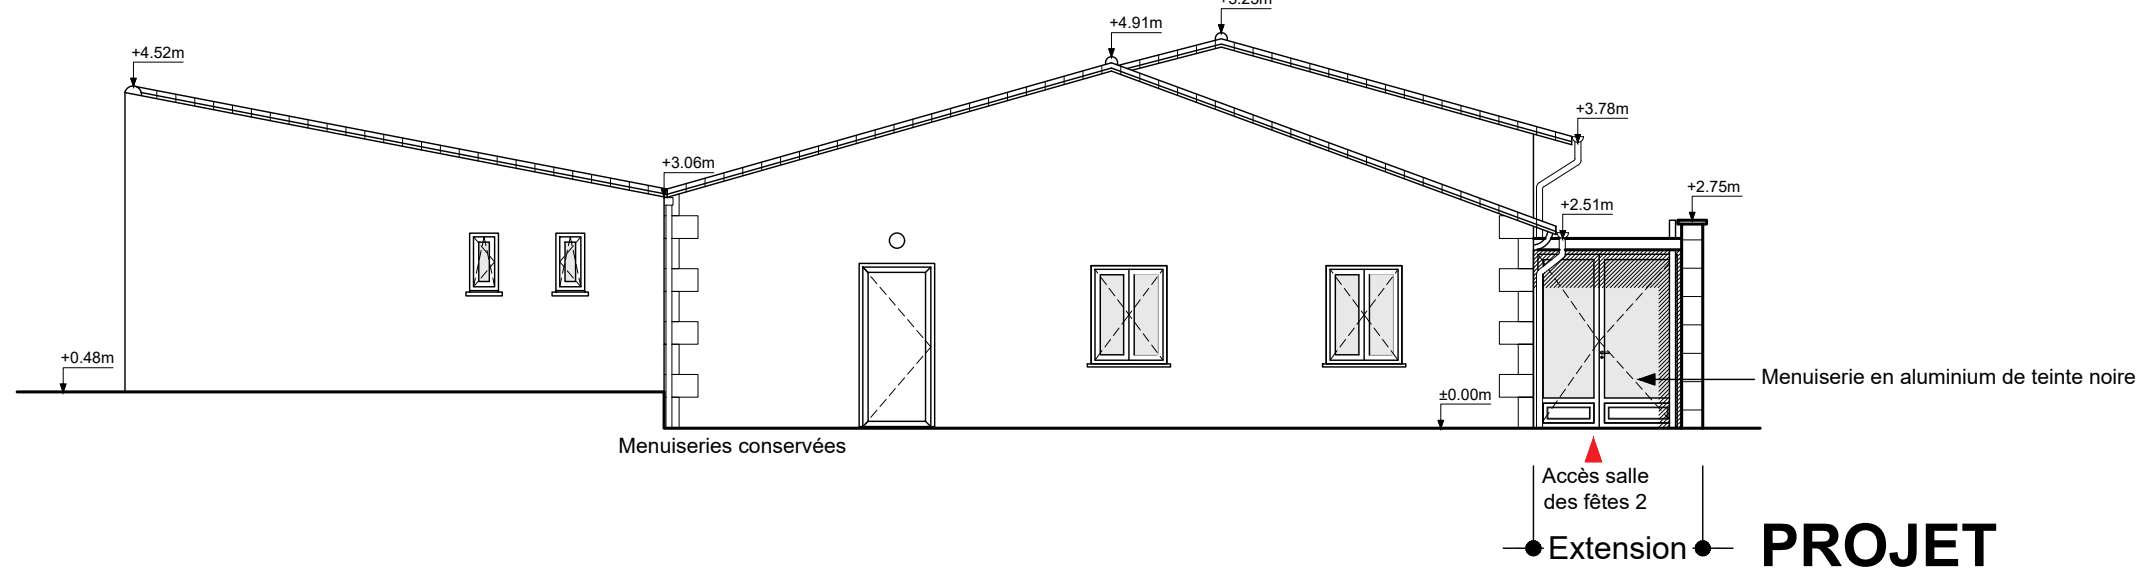 +4.91m
+4.52m
+3.78m
+3.06m
+2.75m
+2.51m
+0.48m
±0.00m
Menuiserie en aluminium de teinte noire
Menuiseries conservées
Accès salle
des fêtes 2
Extension
PROJET